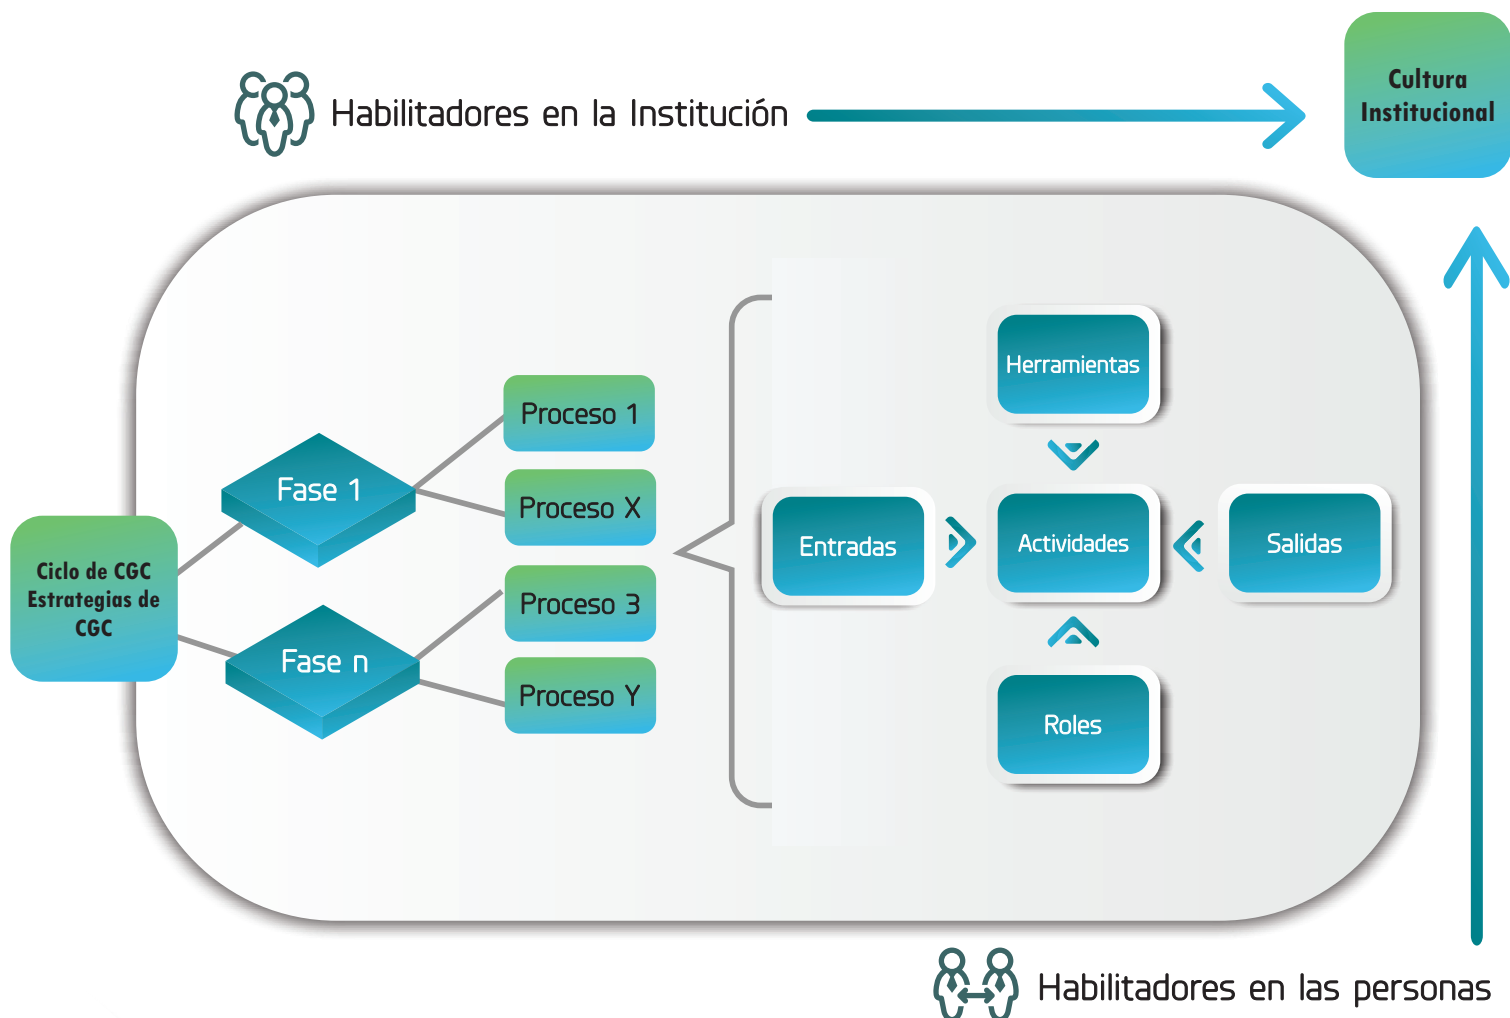 Cultura
Institucional
Habilitadores en la Institución
Herramientas
Proceso 1
Fase 1
Proceso X
Entradas
Actividades
Salidas
Ciclo de CGC
Estrategias de
CGC
Proceso 3
Fase n
Proceso Y
Roles
Habilitadores en las personas